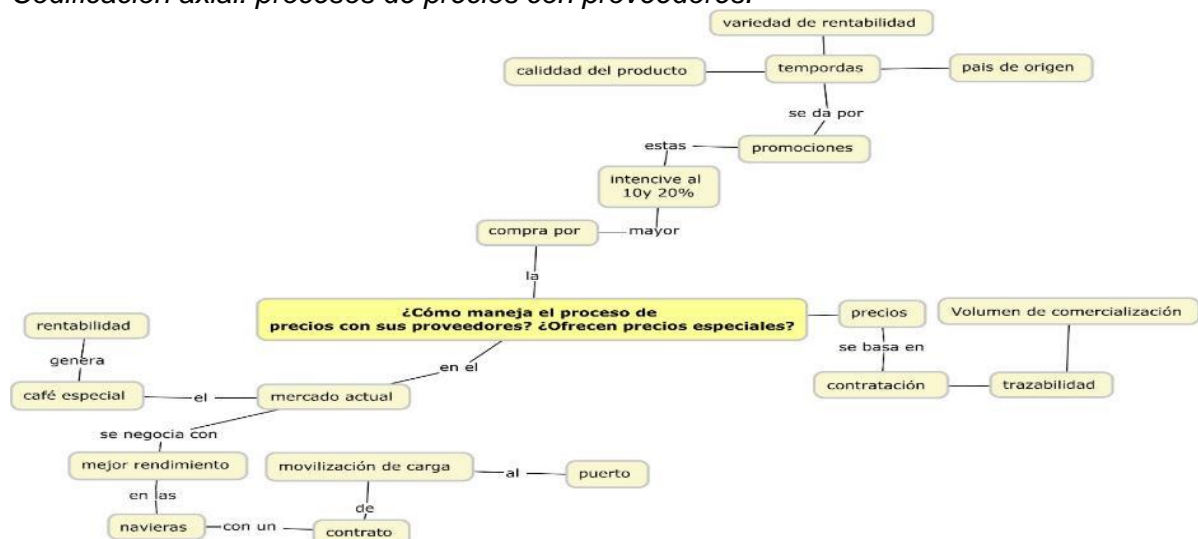 Codificación axial: procesos de precios con proveedores.
variedad de rentabilidad
caliddad del producto
tempordas
pais de origen
se da por
estas
promociones
intencive al
10y 20%
compra por
mayor
la
¿Cómo maneja el proceso de
precios con sus proveedores? ¿Ofrecen precios especiales?
precios
Volumen de comercialización
rentabilidad
se basa en
genera
en el
contratación
trazabilidad
café especial
el
mercado actual
se negocia con
mejor rendimiento
movilización de carga
al
puerto
en las
de
navieras
con un
contrato